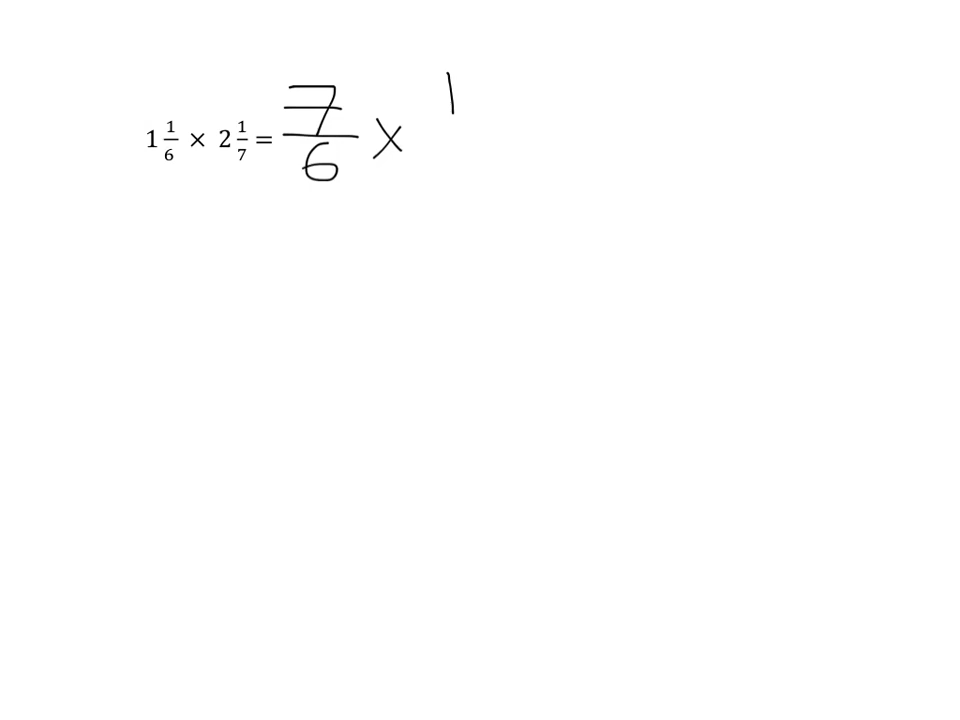 1 1/6 × 2 1/7 = 7/6 × 1